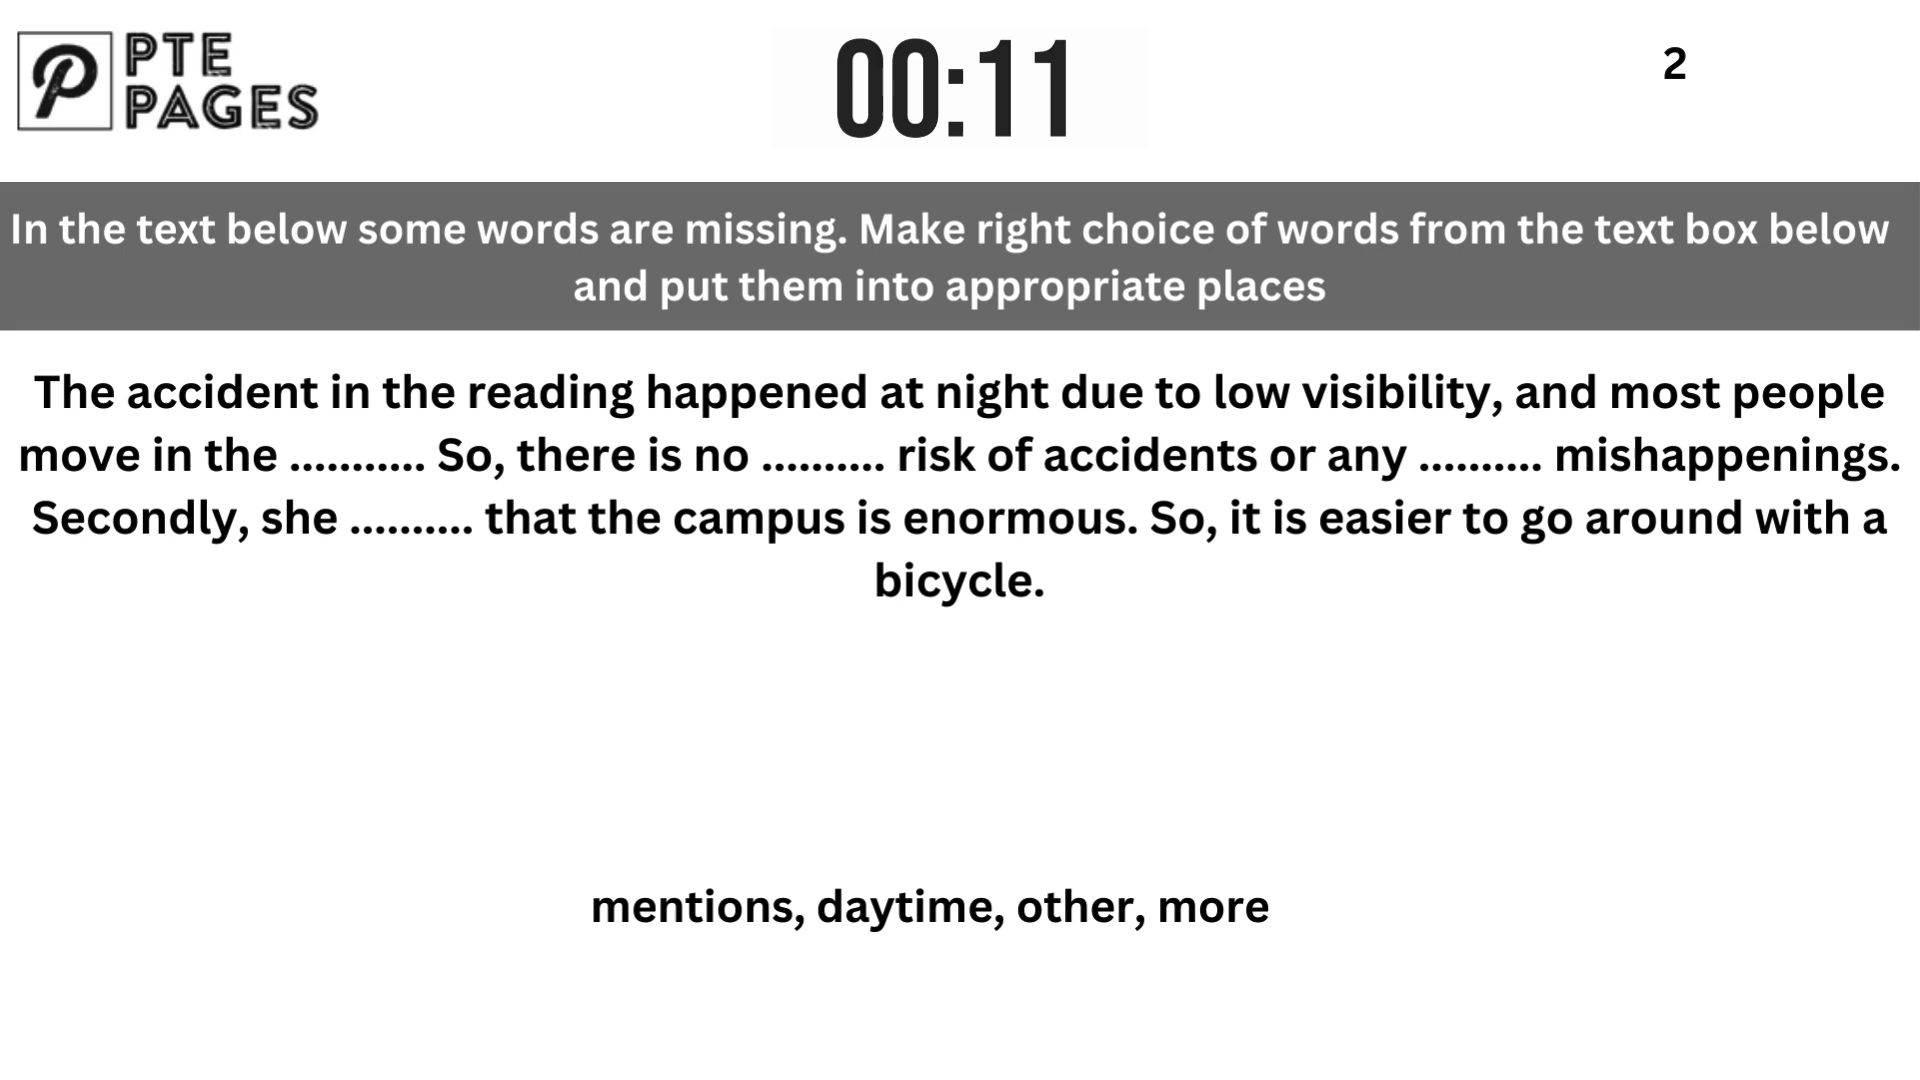 PTE
PAGES
00:11
2
In the text below some words are missing. Make right choice of words from the text box below
and put them into appropriate places
The accident in the reading happened at night due to low visibility, and most people
move in the ........... So, there is no .......... risk of accidents or any .......... mishappenings.
Secondly, she .......... that the campus is enormous. So, it is easier to go around with a
bicycle.
mentions, daytime, other, more